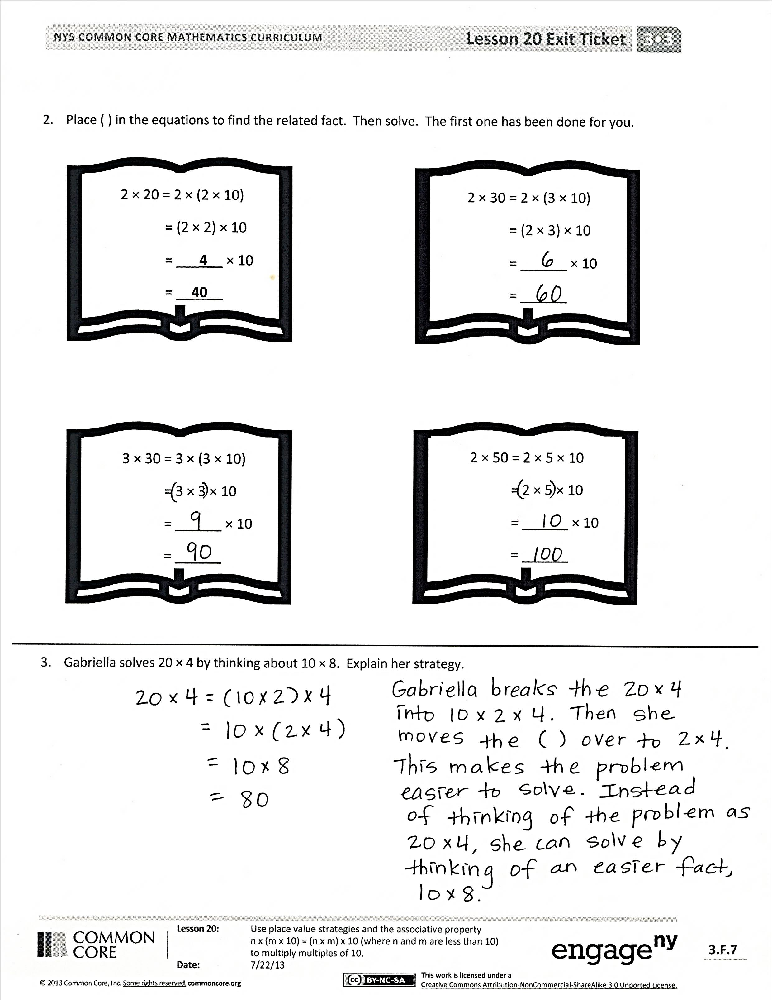 NYS COMMON CORE MATHEMATICS CURRICULUM
Lesson 20 Exit Ticket
3•3
2. Place ( ) in the equations to find the related fact. Then solve. The first one has been done for you.
2 × 20 = 2 × (2 × 10)
= (2 × 2) × 10
= 4 × 10
= 40
2 × 30 = 2 × (3 × 10)
= (2 × 3) × 10
= 6 × 10
= 60
3 × 30 = 3 × (3 × 10)
=(3 × 3)× 10
= 9 × 10
= 90
2 × 50 = 2 × 5 × 10
=(2 × 5)× 10
= 10 × 10
= 100
3. Gabriella solves 20 × 4 by thinking about 10 × 8. Explain her strategy.
20 × 4 = (10 × 2) × 4
= 10 × (2 × 4)
= 10 × 8
= 80
Gabriella breaks the 20 × 4
into 10 × 2 × 4. Then she
moves the ( ) over to 2 × 4.
This makes the problem
easier to solve. Instead
of thinking of the problem as
20 × 4, she can solve by
thinking of an easier fact,
10 × 8.
COMMON
CORE
Lesson 20:
Use place value strategies and the associative property
n x (m x 10) = (n x m) x 10 (where n and m are less than 10)
to multiply multiples of 10.
Date:
7/22/13
engage ny
3.F.7
© 2013 Common Core, Inc. Some rights reserved. commoncore.org
cc BY-NC-SA
This work is licensed under a
Creative Commons Attribution-NonCommercial-ShareAlike 3.0 Unported License.